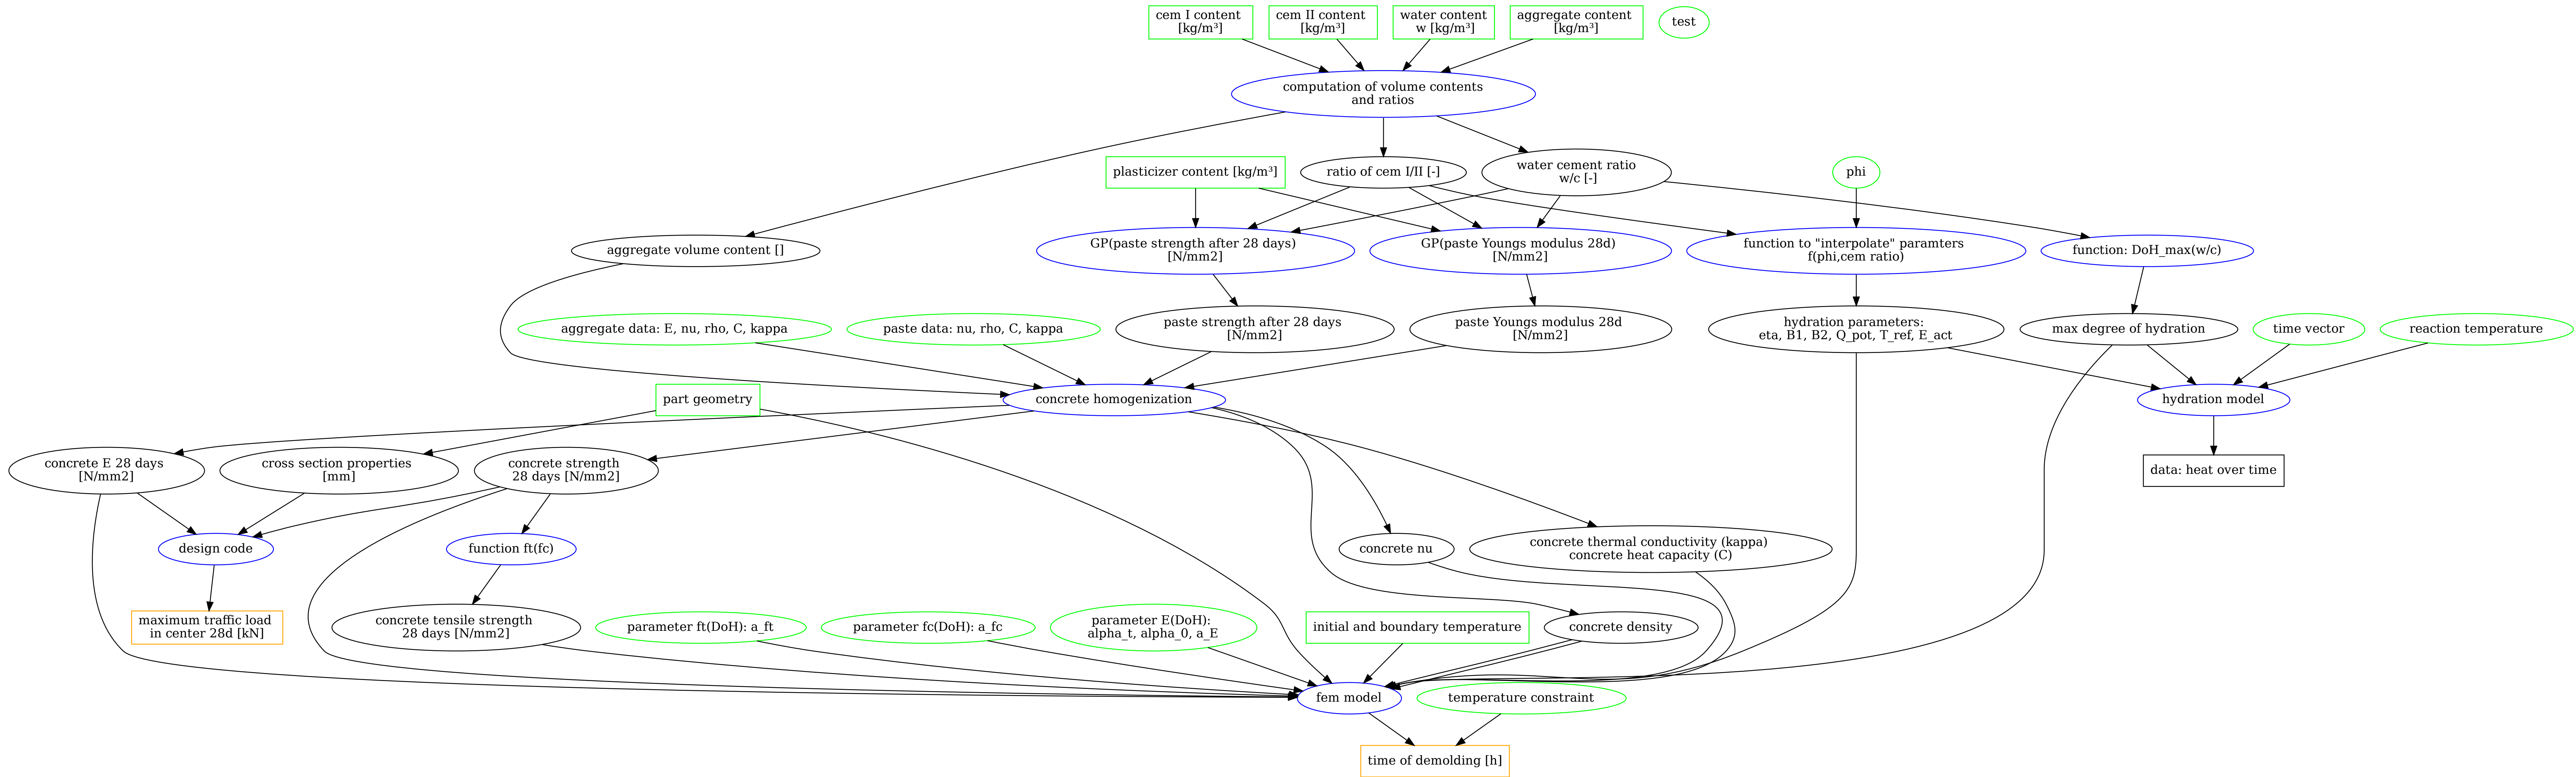 cem I content
[kg/m³]
cem II content
[kg/m³]
water content
w [kg/m³]
aggregate content
[kg/m³]
test
computation of volume contents
and ratios
plasticizer content [kg/m³]
ratio of cem I/II [-]
water cement ratio
w/c [-]
phi
aggregate volume content []
GP(paste strength after 28 days)
[N/mm2]
GP(paste Youngs modulus 28d)
[N/mm2]
function to "interpolate" paramters
f(phi,cem ratio)
function: DoH_max(w/c)
aggregate data: E, nu, rho, C, kappa
paste data: nu, rho, C, kappa
paste strength after 28 days
[N/mm2]
paste Youngs modulus 28d
[N/mm2]
hydration parameters:
eta, B1, B2, Q_pot, T_ref, E_act
max degree of hydration
time vector
reaction temperature
part geometry
concrete homogenization
hydration model
concrete E 28 days
[N/mm2]
cross section properties
[mm]
concrete strength
28 days [N/mm2]
data: heat over time
design code
function ft(fc)
concrete nu
concrete thermal conductivity (kappa)
concrete heat capacity (C)
maximum traffic load
in center 28d [kN]
concrete tensile strength
28 days [N/mm2]
parameter ft(DoH): a_ft
parameter fc(DoH): a_fc
parameter E(DoH):
alpha_t, alpha_0, a_E
initial and boundary temperature
concrete density
fem model
temperature constraint
time of demolding [h]